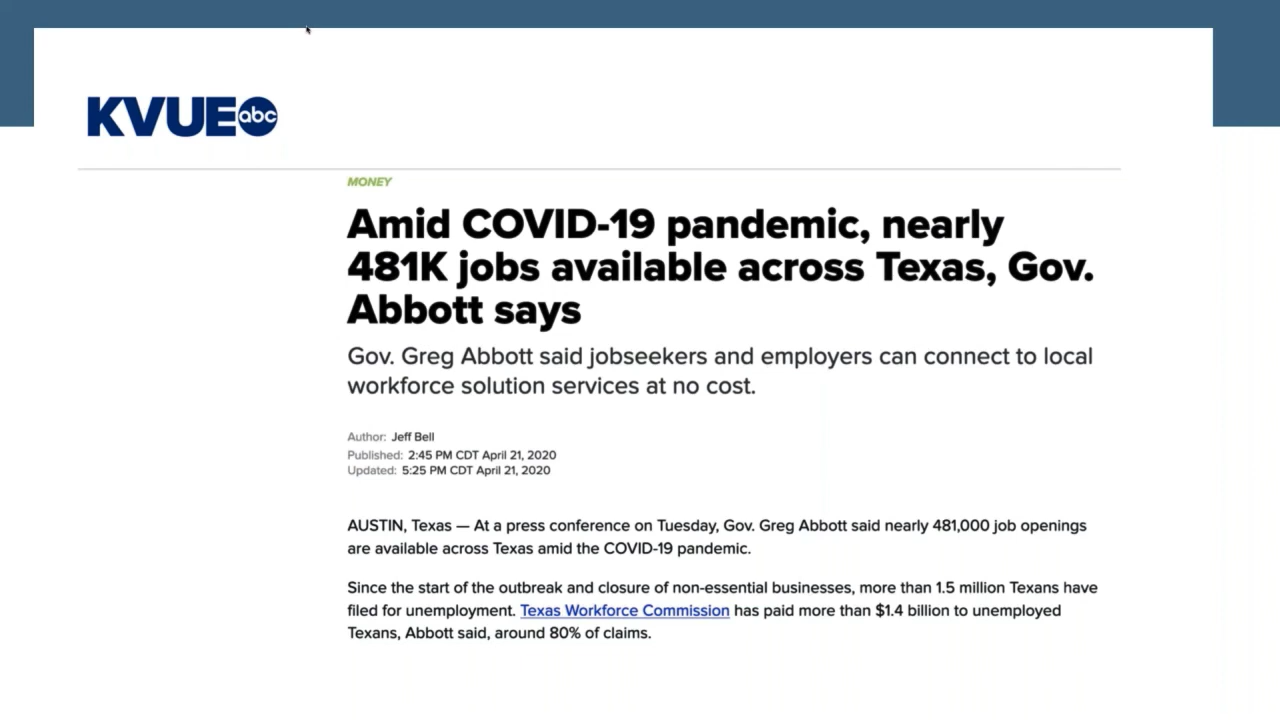 KVUE abc
MONEY
Amid COVID-19 pandemic, nearly
481K jobs available across Texas, Gov.
Abbott says
Gov. Greg Abbott said jobseekers and employers can connect to local
workforce solution services at no cost.
Author: Jeff Bell
Published: 2:45 PM CDT April 21, 2020
Updated: 5:25 PM CDT April 21, 2020
AUSTIN, Texas — At a press conference on Tuesday, Gov. Greg Abbott said nearly 481,000 job openings
are available across Texas amid the COVID-19 pandemic.
Since the start of the outbreak and closure of non-essential businesses, more than 1.5 million Texans have
filed for unemployment. Texas Workforce Commission has paid more than $1.4 billion to unemployed
Texans, Abbott said, around 80% of claims.